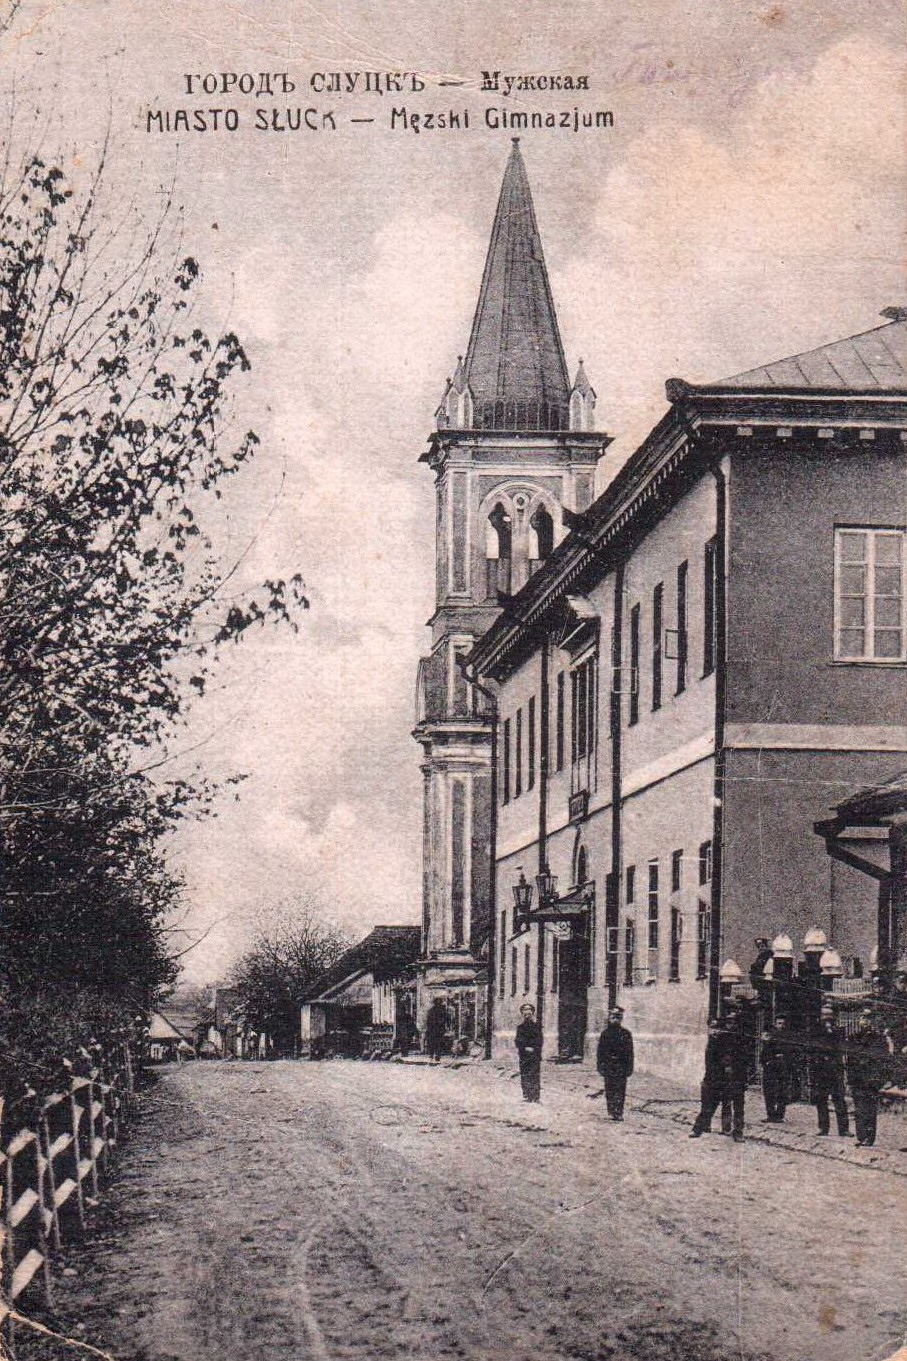 ГОРОДЪ СЛУЦКЪ — Мужская
MIASTO SŁUCK — Męzski Gimnazjum